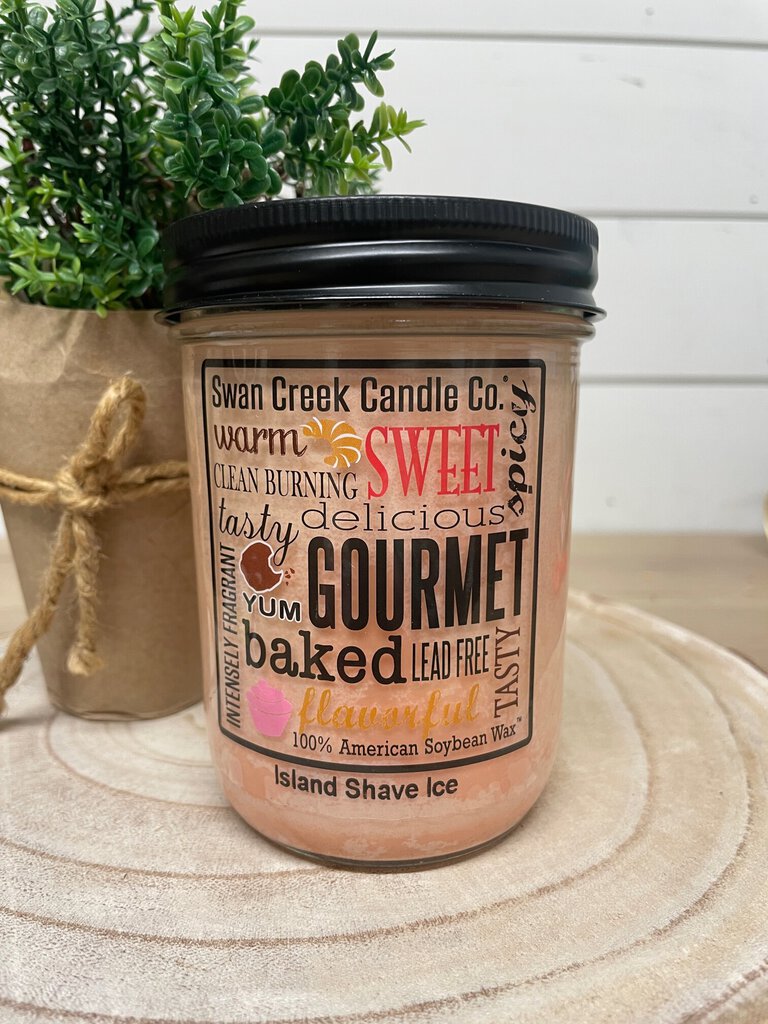 Swan Creek Candle Co.®
warm
SWEET
spicy
CLEAN BURNING
tasty
delicious
INTENSELY FRAGRANT
YUM
GOURMET
baked
LEAD FREE
TASTY
flavorful
100% American Soybean Wax™
Island Shave Ice